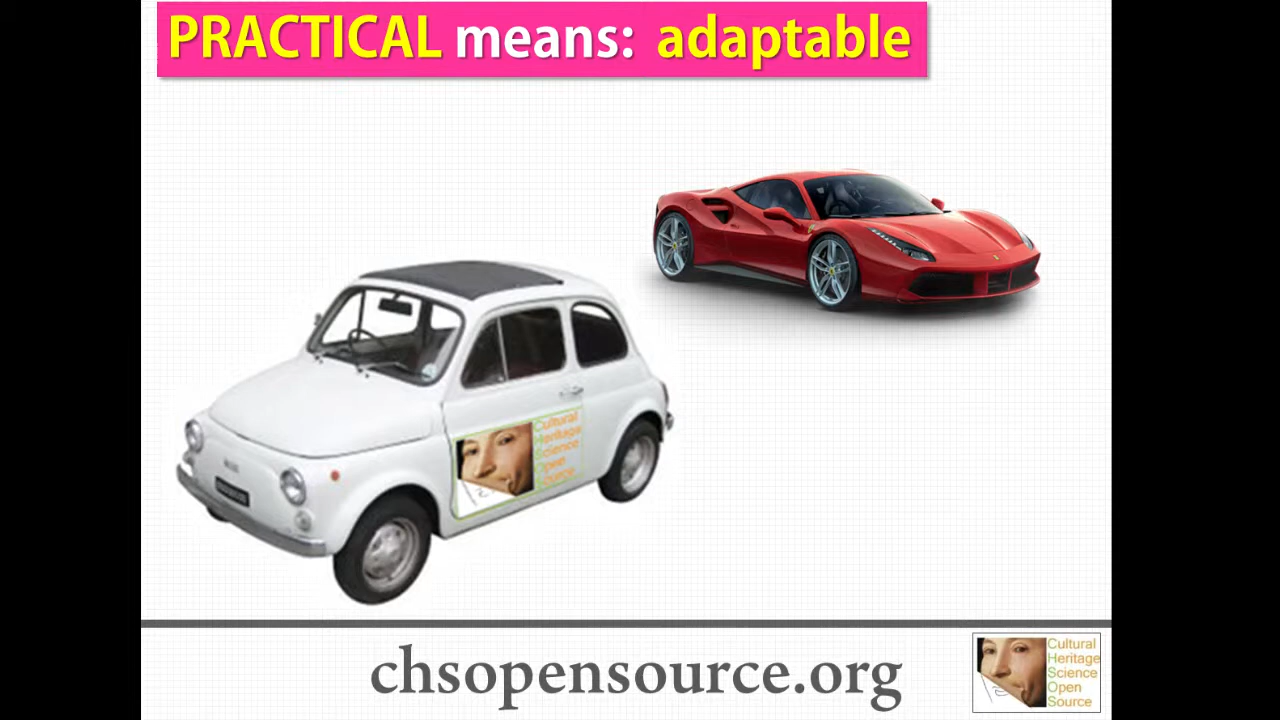 PRACTICAL means: adaptable
Cultural
Heritage
Science
Open
Source
chsopensource.org
Cultural
Heritage
Science
Open
Source